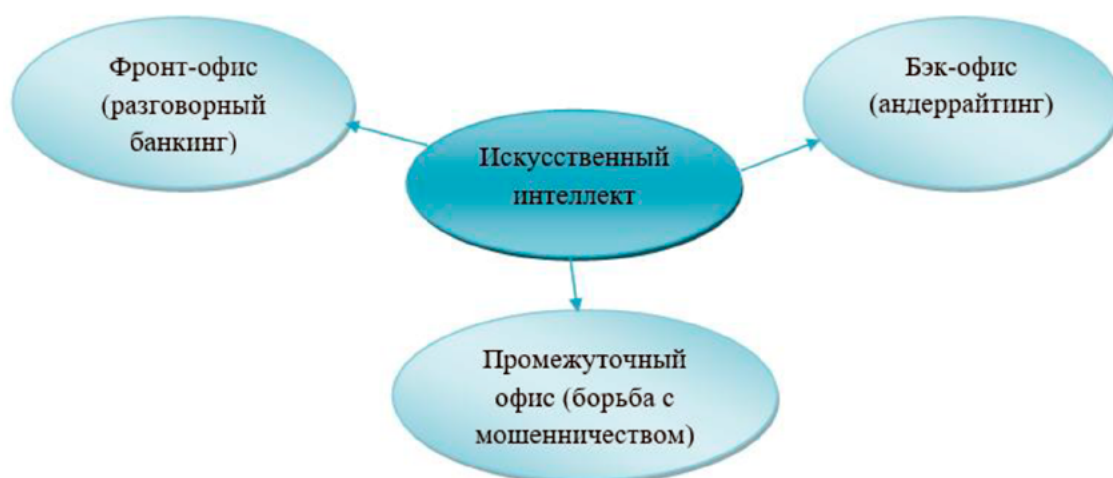 Фронт-офис
(разговорный
банкинг)
Искусственный
интеллект
Бэк-офис
(андеррайтинг)
Промежуточный
офис (борьба с
мошенничеством)